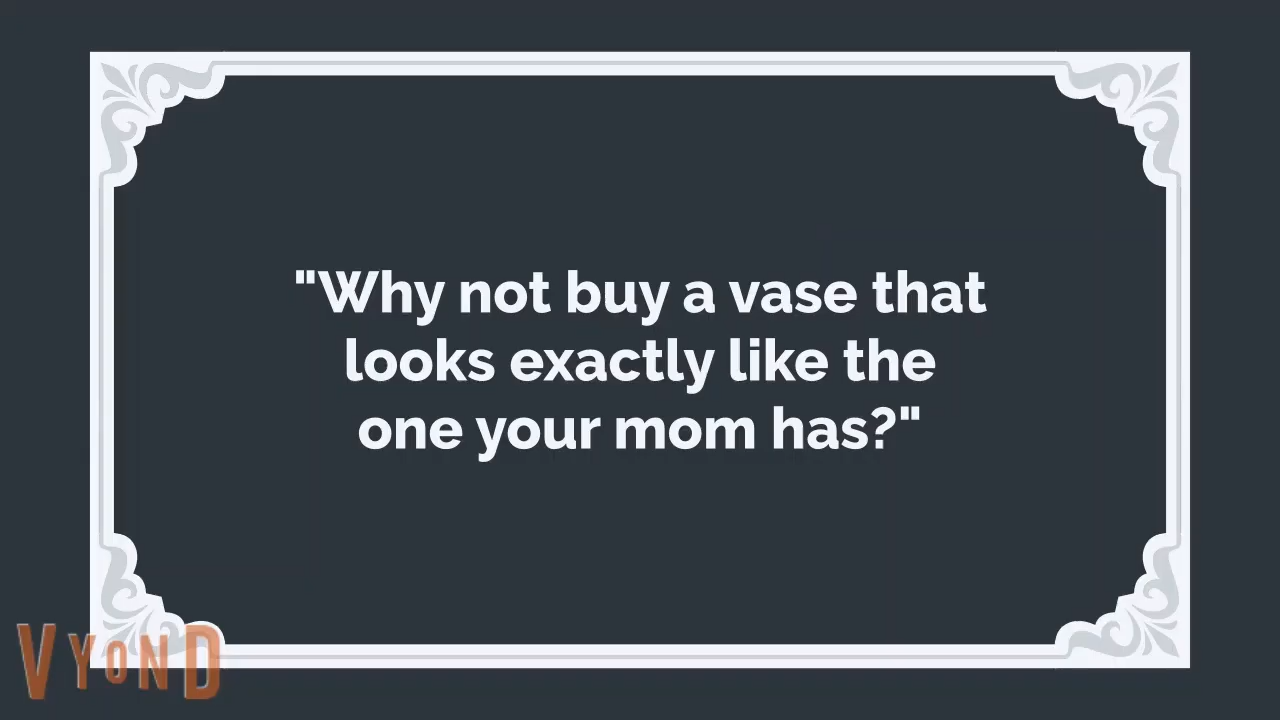 "Why not buy a vase that
looks exactly like the
one your mom has?"
VYOND